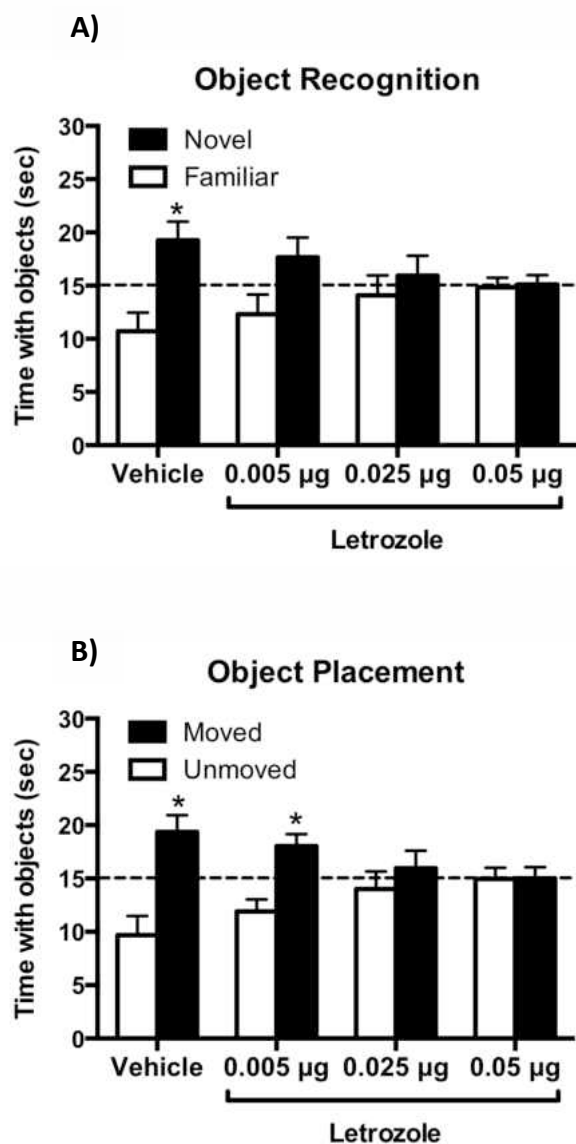 A)
Object Recognition
Time with objects (sec)
30
25
20
15
10
5
0
Novel
Familiar
*
Vehicle 0.005 µg 0.025 µg 0.05 µg
Letrozole
B)
Object Placement
Time with objects (sec)
30
25
20
15
10
5
0
Moved
Unmoved
* *
Vehicle 0.005 µg 0.025 µg 0.05 µg
Letrozole